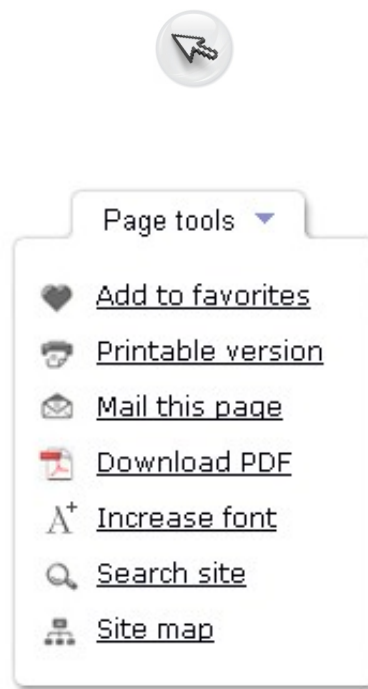 Page tools
Add to favorites
Printable version
Mail this page
Download PDF
Increase font
Search site
Site map